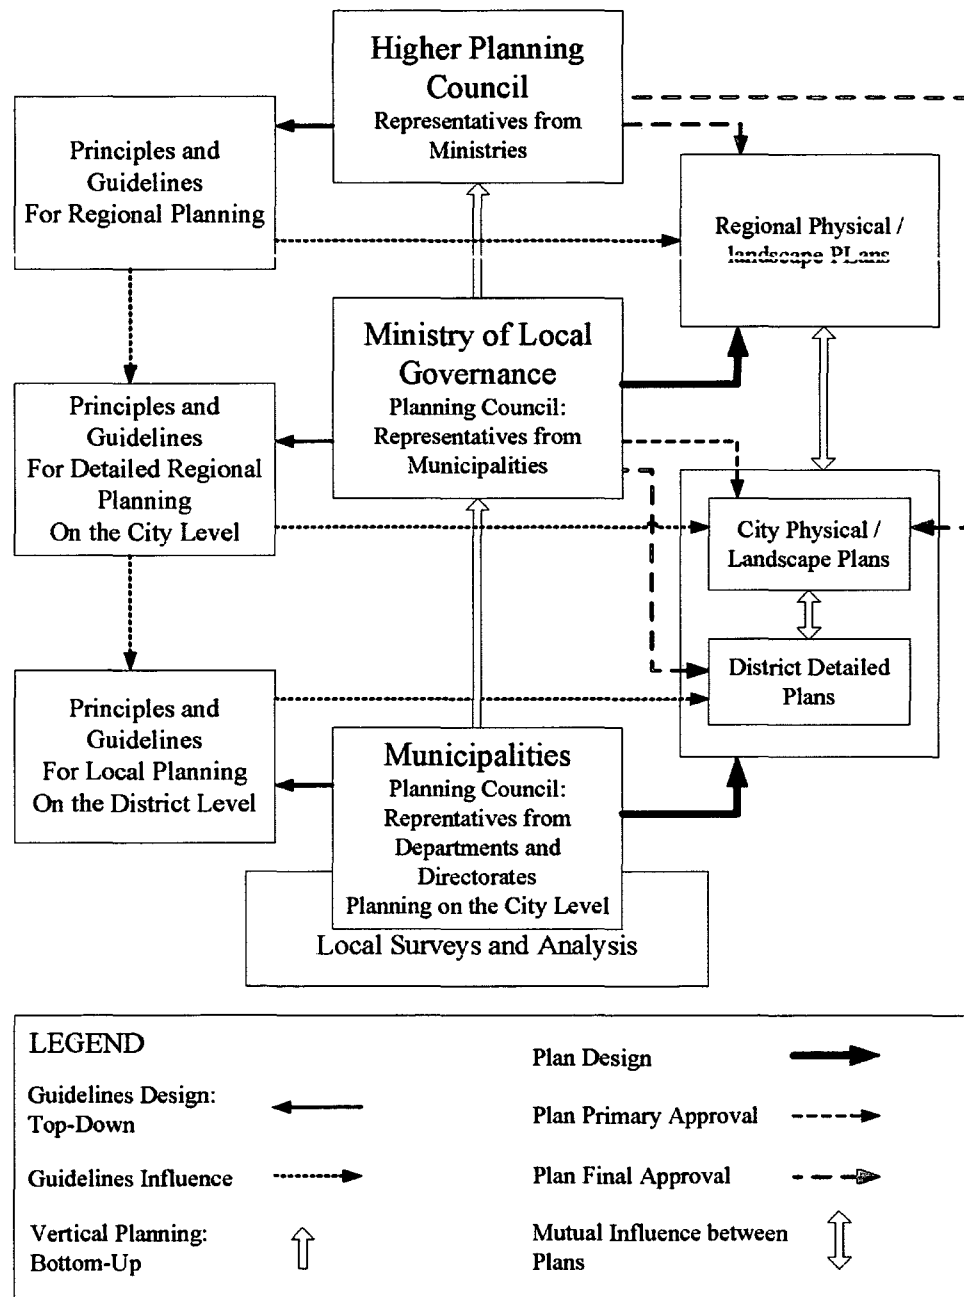 Higher Planning
Council
Representatives from
Ministries
Principles and
Guidelines
For Regional Planning
Regional Physical /
landscape PLans
Ministry of Local
Governance
Planning Council:
Representatives from
Municipalities
Principles and
Guidelines
For Detailed Regional
Planning
On the City Level
City Physical /
Landscape Plans
District Detailed
Plans
Principles and
Guidelines
For Local Planning
On the District Level
Municipalities
Planning Council:
Reprentatives from
Departments and
Directorates
Planning on the City Level
Local Surveys and Analysis
LEGEND
Guidelines Design:
Top-Down
Guidelines Influence
Vertical Planning:
Bottom-Up
Plan Design
Plan Primary Approval
Plan Final Approval
Mutual Influence between
Plans